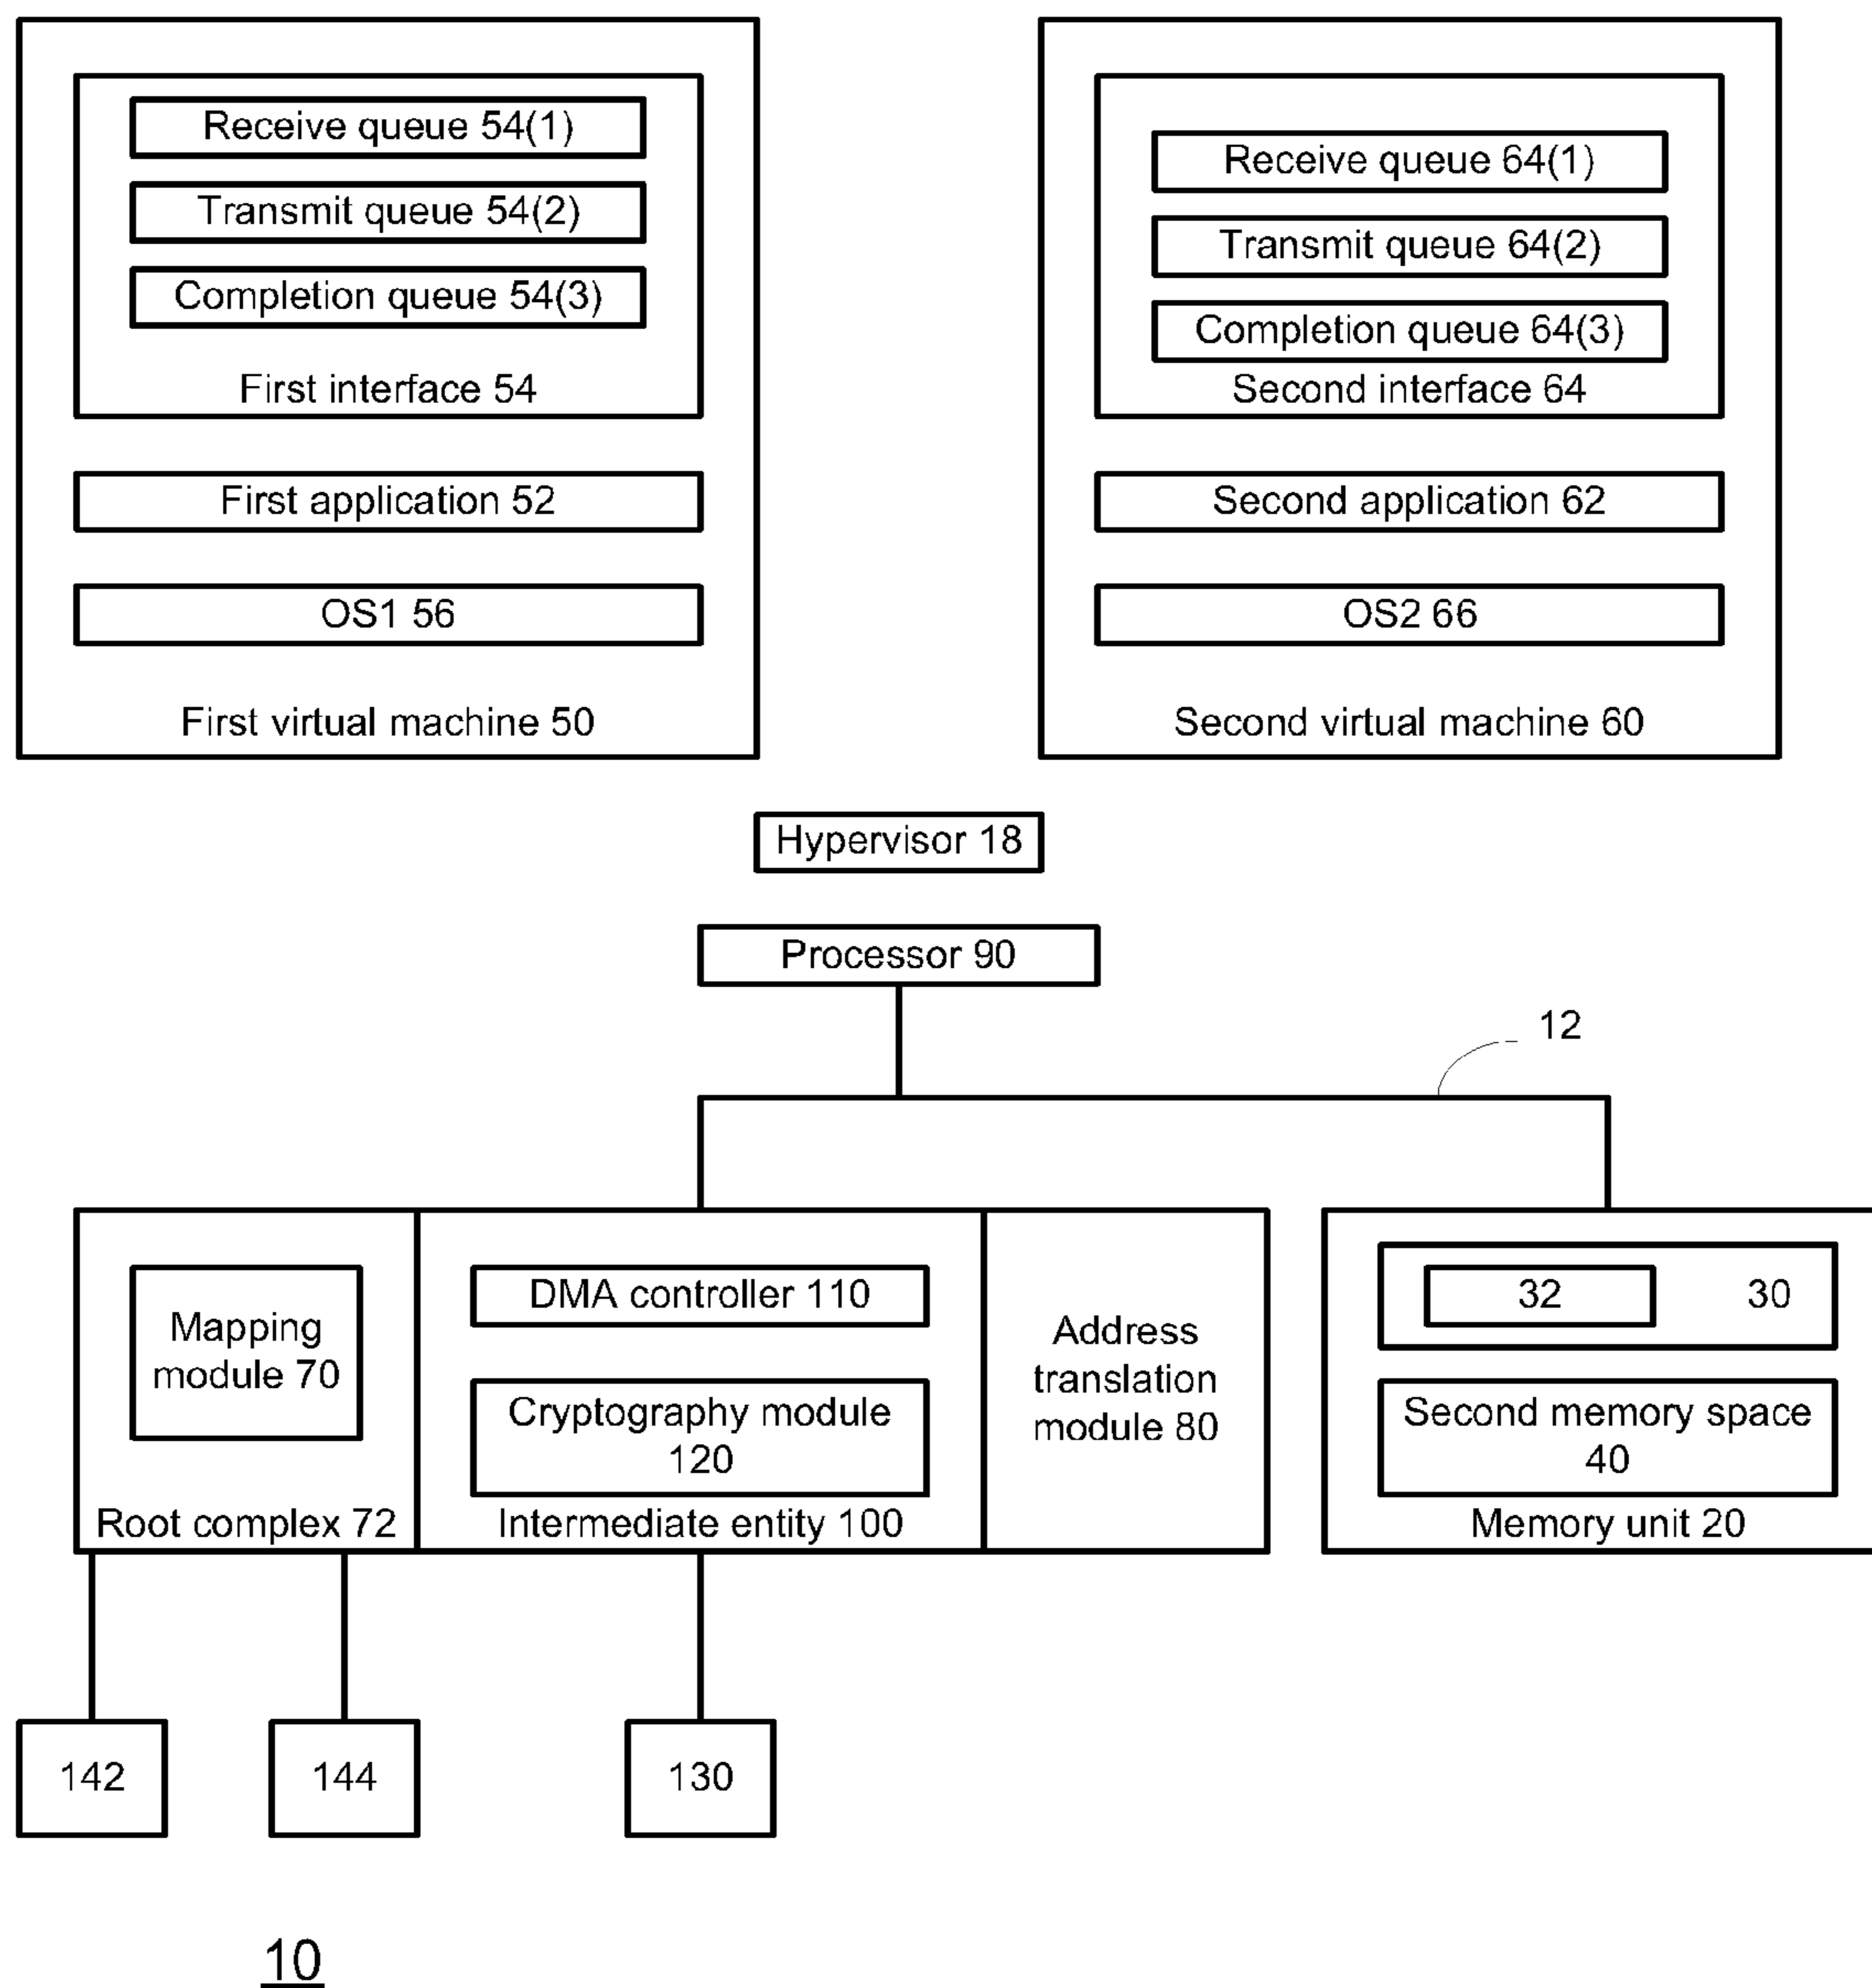 Receive queue 54(1)
Transmit queue 54(2)
Completion queue 54(3)
First interface 54
First application 52
OS1 56
First virtual machine 50
Receive queue 64(1)
Transmit queue 64(2)
Completion queue 64(3)
Second interface 64
Second application 62
OS2 66
Second virtual machine 60
Hypervisor 18
Processor 90
12
Mapping
module 70
Root complex 72
DMA controller 110
Cryptography module
120
Intermediate entity 100
Address
translation
module 80
32
30
Second memory space
40
Memory unit 20
142
144
130
10